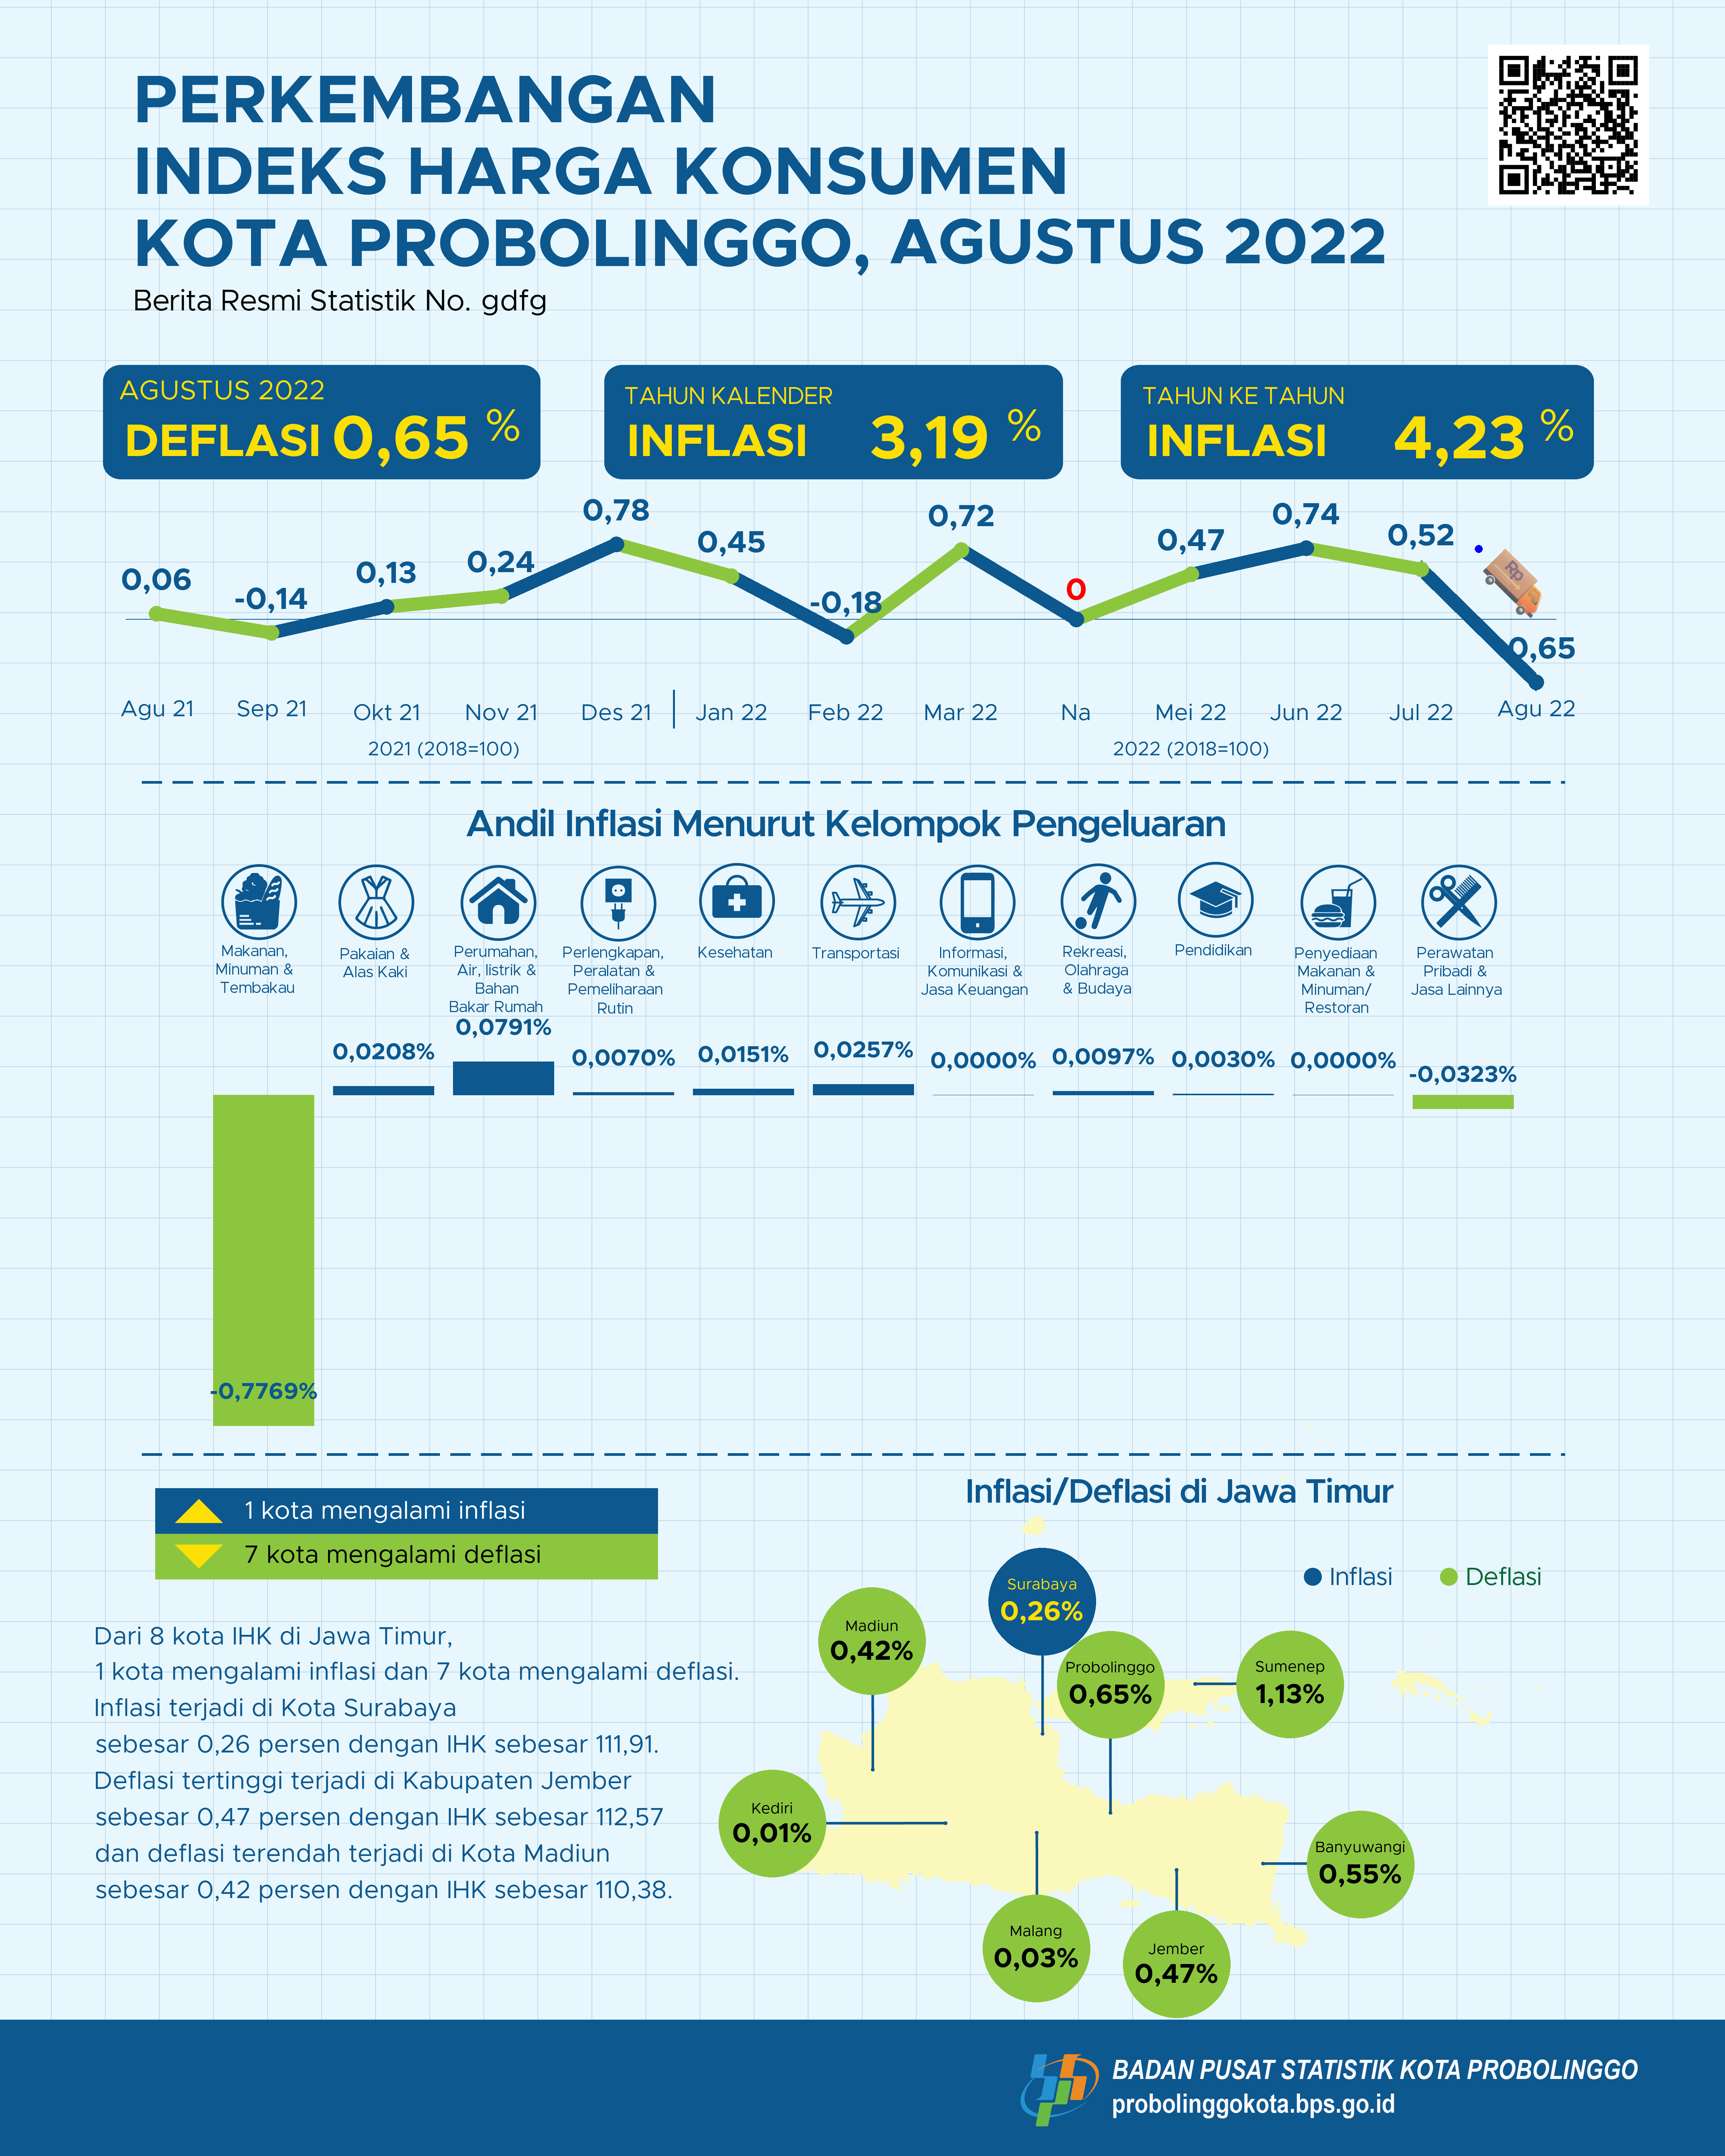 PERKEMBANGAN
INDEKS HARGA KONSUMEN
KOTA PROBOLINGGO, AGUSTUS 2022
Berita Resmi Statistik No. gdfg
AGUSTUS 2022
DEFLASI 0,65 %
TAHUN KALENDER
INFLASI 3,19 %
TAHUN KE TAHUN
INFLASI 4,23 %
0,06
-0,14
0,13
0,24
0,78
0,45
-0,18
0,72
0
0,47
0,74
0,52
Rp
0,65
Agu 21
Sep 21
Okt 21
Nov 21
Des 21
Jan 22
Feb 22
Mar 22
Na
Mei 22
Jun 22
Jul 22
Agu 22
2021 (2018=100)
2022 (2018=100)
Andil Inflasi Menurut Kelompok Pengeluaran
Makanan,
Minuman &
Tembakau
Pakaian &
Alas Kaki
Perumahan,
Air, listrik &
Bahan
Bakar Rumah
Perlengkapan,
Peralatan &
Pemeliharaan
Rutin
Kesehatan
Transportasi
Informasi,
Komunikasi &
Jasa Keuangan
Rekreasi,
Olahraga
& Budaya
Pendidikan
Penyediaan
Makanan &
Minuman/
Restoran
Perawatan
Pribadi &
Jasa Lainnya
-0,7769%
0,0208%
0,0791%
0,0070%
0,0151%
0,0257%
0,0000%
0,0097%
0,0030%
0,0000%
-0,0323%
1 kota mengalami inflasi
7 kota mengalami deflasi
Dari 8 kota IHK di Jawa Timur,
1 kota mengalami inflasi dan 7 kota mengalami deflasi.
Inflasi terjadi di Kota Surabaya
sebesar 0,26 persen dengan IHK sebesar 111,91.
Deflasi tertinggi terjadi di Kabupaten Jember
sebesar 0,47 persen dengan IHK sebesar 112,57
dan deflasi terendah terjadi di Kota Madiun
sebesar 0,42 persen dengan IHK sebesar 110,38.
Inflasi/Deflasi di Jawa Timur
Inflasi
Deflasi
Surabaya
0,26%
Madiun
0,42%
Probolinggo
0,65%
Sumenep
1,13%
Kediri
0,01%
Banyuwangi
0,55%
Malang
0,03%
Jember
0,47%
BADAN PUSAT STATISTIK KOTA PROBOLINGGO
probolinggokota.bps.go.id